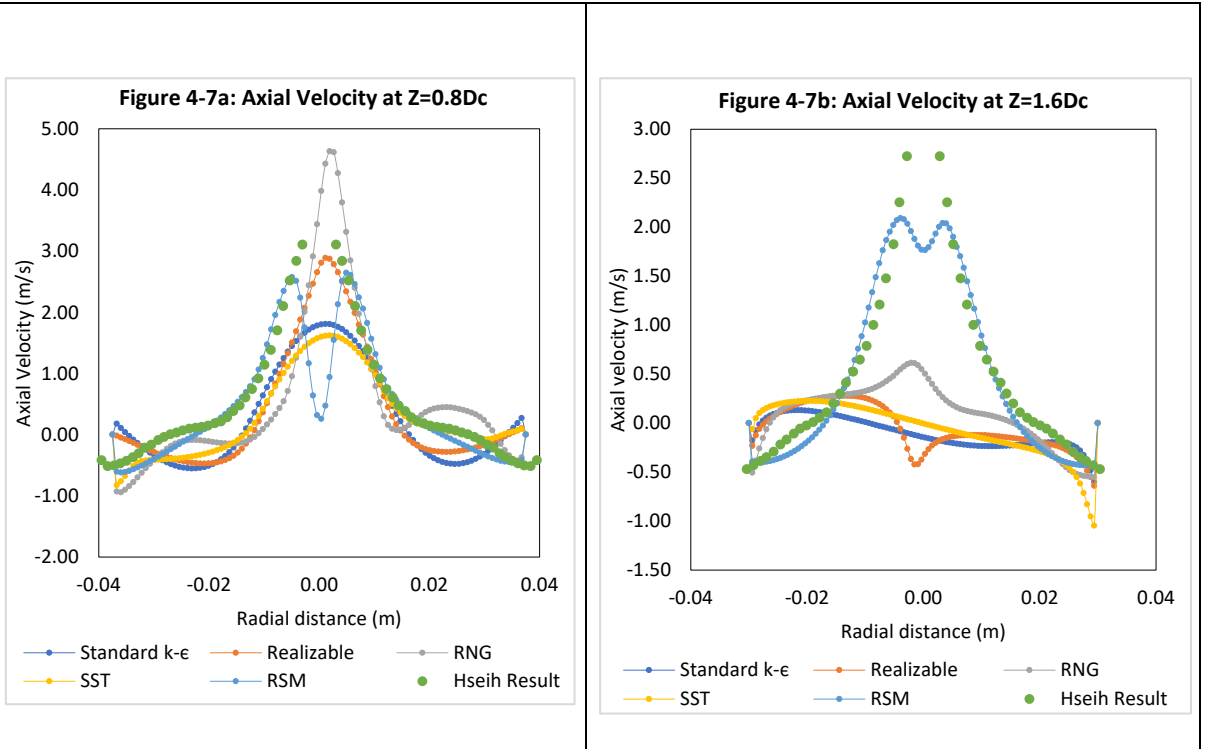 Figure 4-7a: Axial Velocity at Z=0.8Dc
5.00
4.00
3.00
2.00
1.00
0.00
-1.00
-2.00
Axial Velocity (m/s)
-0.04 -0.02 0.00 0.02 0.04
Radial distance (m)
Standard k-ϵ Realizable RNG
SST RSM Hseih Result
Figure 4-7b: Axial Velocity at Z=1.6Dc
3.00
2.50
2.00
1.50
1.00
0.50
0.00
-0.50
-1.00
-1.50
Axial velocity (m/s)
-0.04 -0.02 0.00 0.02 0.04
Radial distance (m)
Standard k-ϵ Realizable RNG
SST RSM Hseih Result